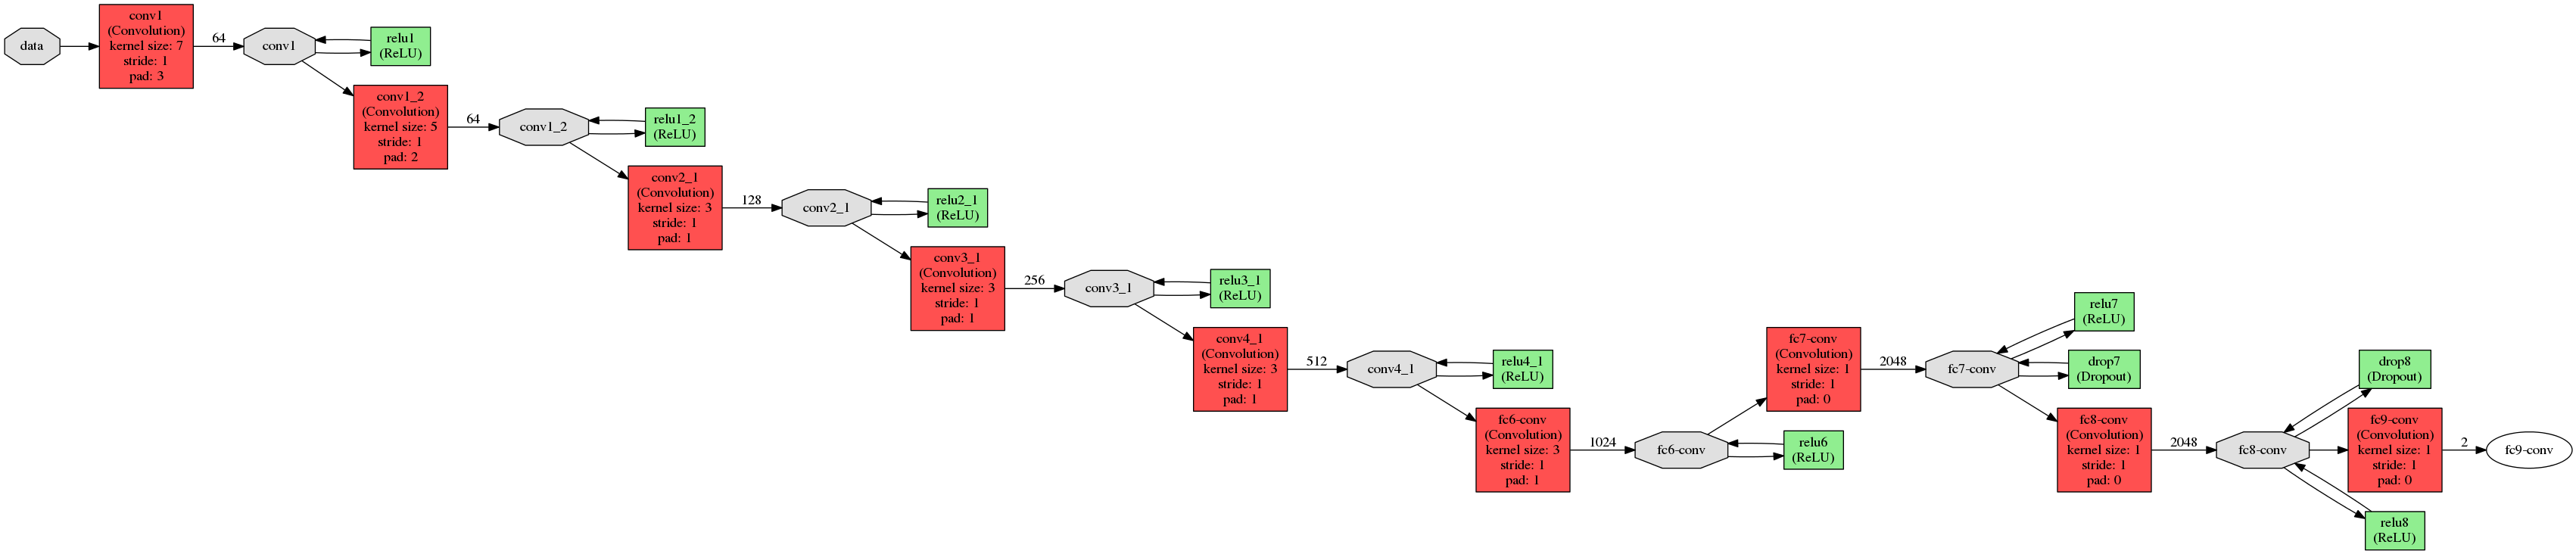 data
conv1
(Convolution)
kernel size: 7
stride: 1
pad: 3
64
conv1
relu1
(ReLU)
conv1_2
(Convolution)
kernel size: 5
stride: 1
pad: 2
64
conv1_2
relu1_2
(ReLU)
conv2_1
(Convolution)
kernel size: 3
stride: 1
pad: 1
128
conv2_1
relu2_1
(ReLU)
conv3_1
(Convolution)
kernel size: 3
stride: 1
pad: 1
256
conv3_1
relu3_1
(ReLU)
conv4_1
(Convolution)
kernel size: 3
stride: 1
pad: 1
512
conv4_1
relu4_1
(ReLU)
fc6-conv
(Convolution)
kernel size: 3
stride: 1
pad: 1
1024
fc6-conv
relu6
(ReLU)
fc7-conv
(Convolution)
kernel size: 1
stride: 1
pad: 0
2048
fc7-conv
relu7
(ReLU)
drop7
(Dropout)
fc8-conv
(Convolution)
kernel size: 1
stride: 1
pad: 0
2048
fc8-conv
drop8
(Dropout)
fc9-conv
(Convolution)
kernel size: 1
stride: 1
pad: 0
2
fc9-conv
relu8
(ReLU)